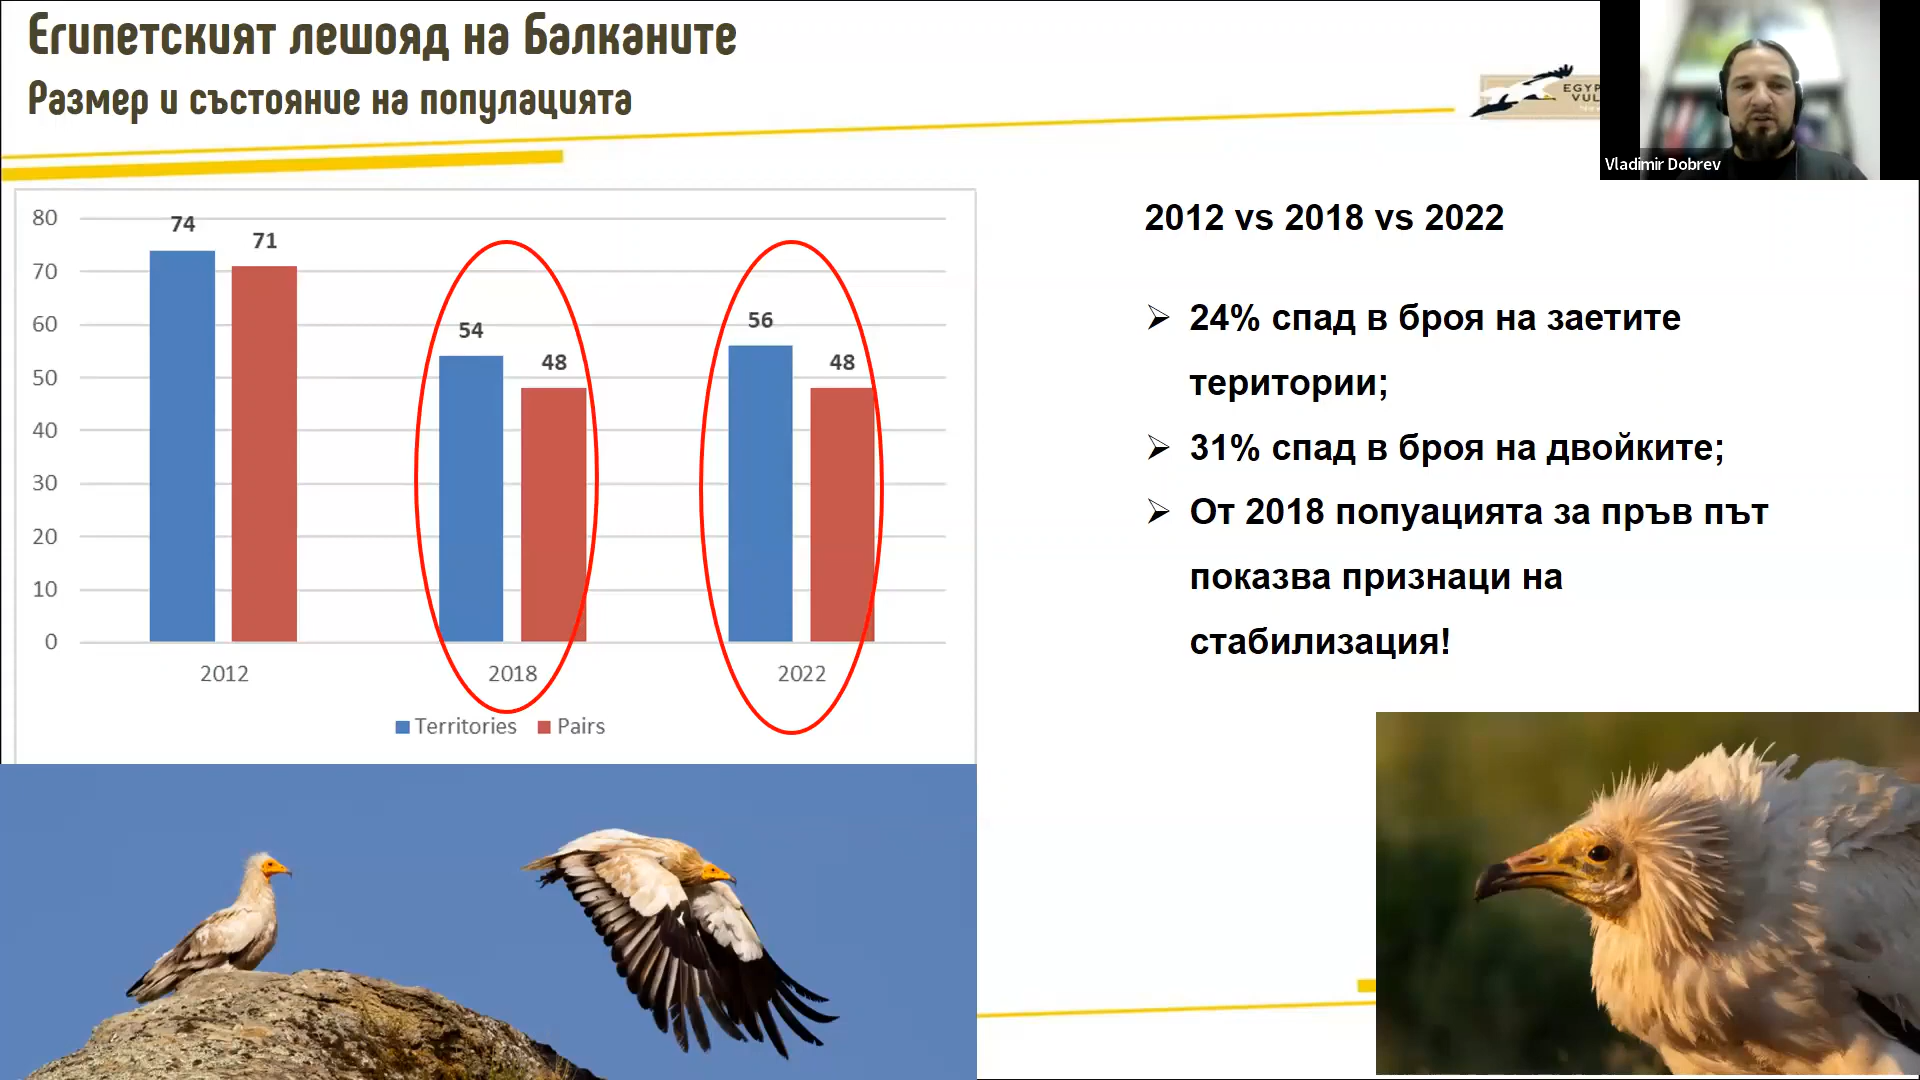 Египетският лешояд на Балканите
Размер и състояние на популацията
EGYP
VUL
Vladimir Dobrev
2012 vs 2018 vs 2022
24% спад в броя на заетите
територии;
31% спад в броя на двойките;
От 2018 попуацията за пръв път
показва признаци на
стабилизация!
80
70
60
50
40
30
20
10
0
74
71
54
48
56
48
2012
2018
2022
Territories
Pairs